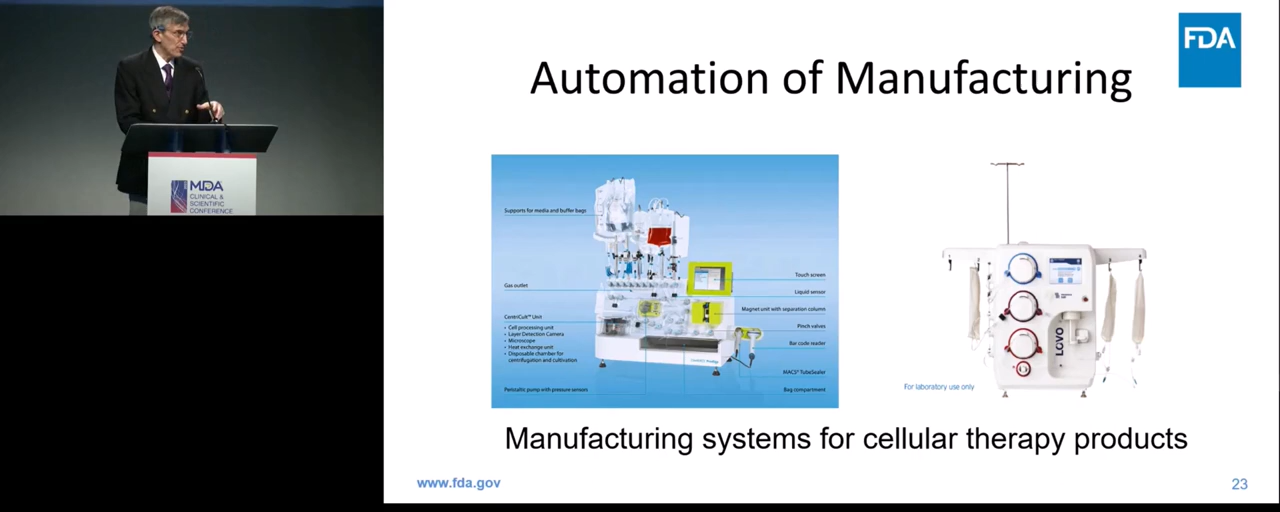 MDA
CLINICAL &
SCIENTIFIC
CONFERENCE
FDA
Automation of Manufacturing
Supports for media and buffer bags
Gas outlet
CentriCult™ Unit
• Cell processing unit
• Layer Detection Camera
• Microscope
• Heat exchange unit
• Disposable chamber for
centrifugation and cultivation
Peristaltic pump with pressure sensors
Touch screen
Liquid sensor
Magnet unit with separation column
Pinch valves
Bar code reader
MACS® TubeSealer
Bag compartment
LOVO
For laboratory use only
Manufacturing systems for cellular therapy products
www.fda.gov
23